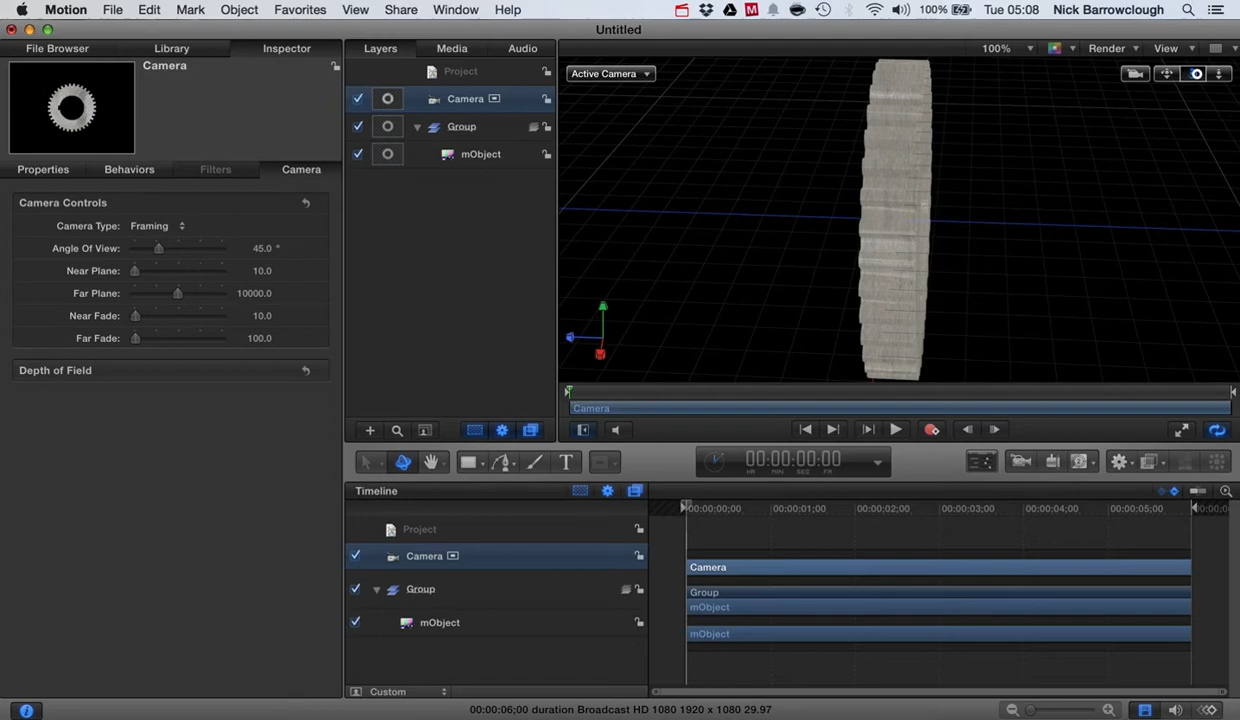 Motion File Edit Mark Object Favorites View Share Window Help 100% Tue 05:08 Nick Barrowclough
Untitled
File Browser Library Inspector Layers Media Audio 100% Render View
Camera
Project
Active Camera
Camera
Group
mObject
Properties Behaviors Filters Camera
Camera Controls
Camera Type: Framing
Angle Of View: 45.0 °
Near Plane: 10.0
Far Plane: 10000.0
Near Fade: 10.0
Far Fade: 100.0
Depth of Field
Camera
T 00:00:00:00
HR MIN SEC FR
Timeline
00:00:00;00 00:00:01;00 00:00:02;00 00:00:03;00 00:00:04;00 00:00:05;00
Project
Camera Camera
Group Group
mObject
mObject mObject
Custom
00:00:06;00 duration Broadcast HD 1080 1920 x 1080 29.97